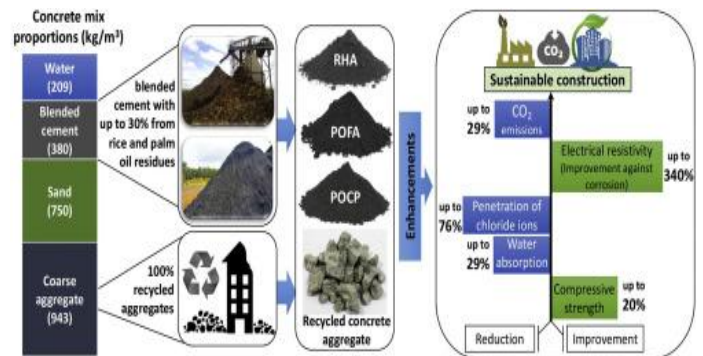 Concrete mix
proportions (kg/m³)
Water
(209)
Blended
cement
(380)
Sand
(750)
Coarse
aggregate
(943)
blended
cement with
up to 30% from
rice and palm
oil residues
100%
recycled
aggregates
RHA
POFA
POCP
Recycled concrete
aggregate
Enhancements
CO₂
Sustainable construction
up to
29%
CO₂
emissions
Electrical resistivity
(Improvement against
corrosion)
up to
340%
up to
76%
Penetration of
chloride ions
up to
29%
Water
absorption
Compressive
strength
up to
20%
Reduction
Improvement